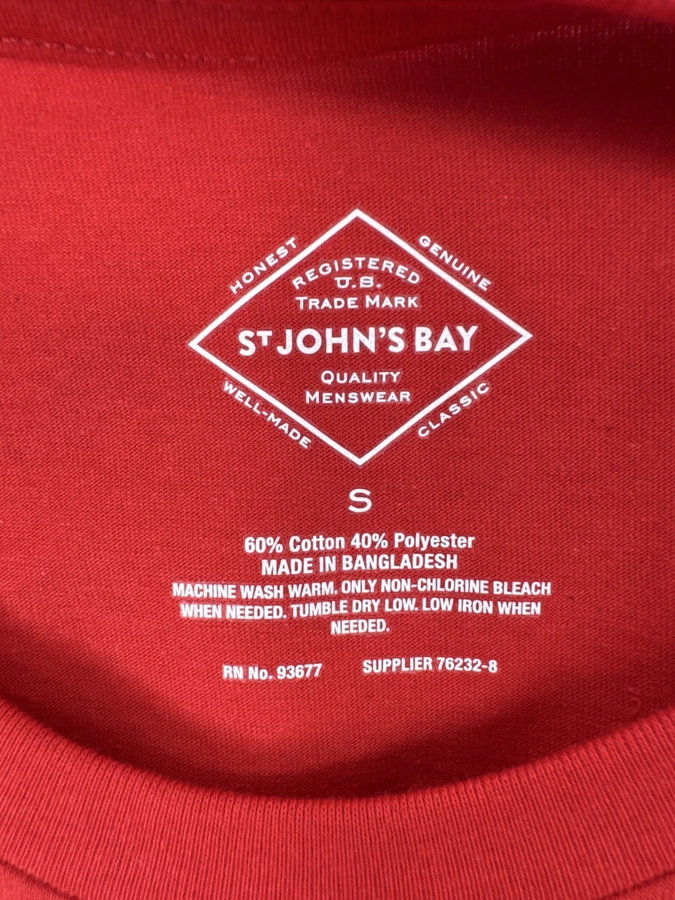 HONEST
GENUINE
REGISTERED
U.S.
TRADE MARK
ST JOHN'S BAY
QUALITY
MENSWEAR
WELL-MADE
CLASSIC
S
60% Cotton 40% Polyester
MADE IN BANGLADESH
MACHINE WASH WARM. ONLY NON-CHLORINE BLEACH
WHEN NEEDED. TUMBLE DRY LOW. LOW IRON WHEN
NEEDED.
RN No. 93677 SUPPLIER 76232-8